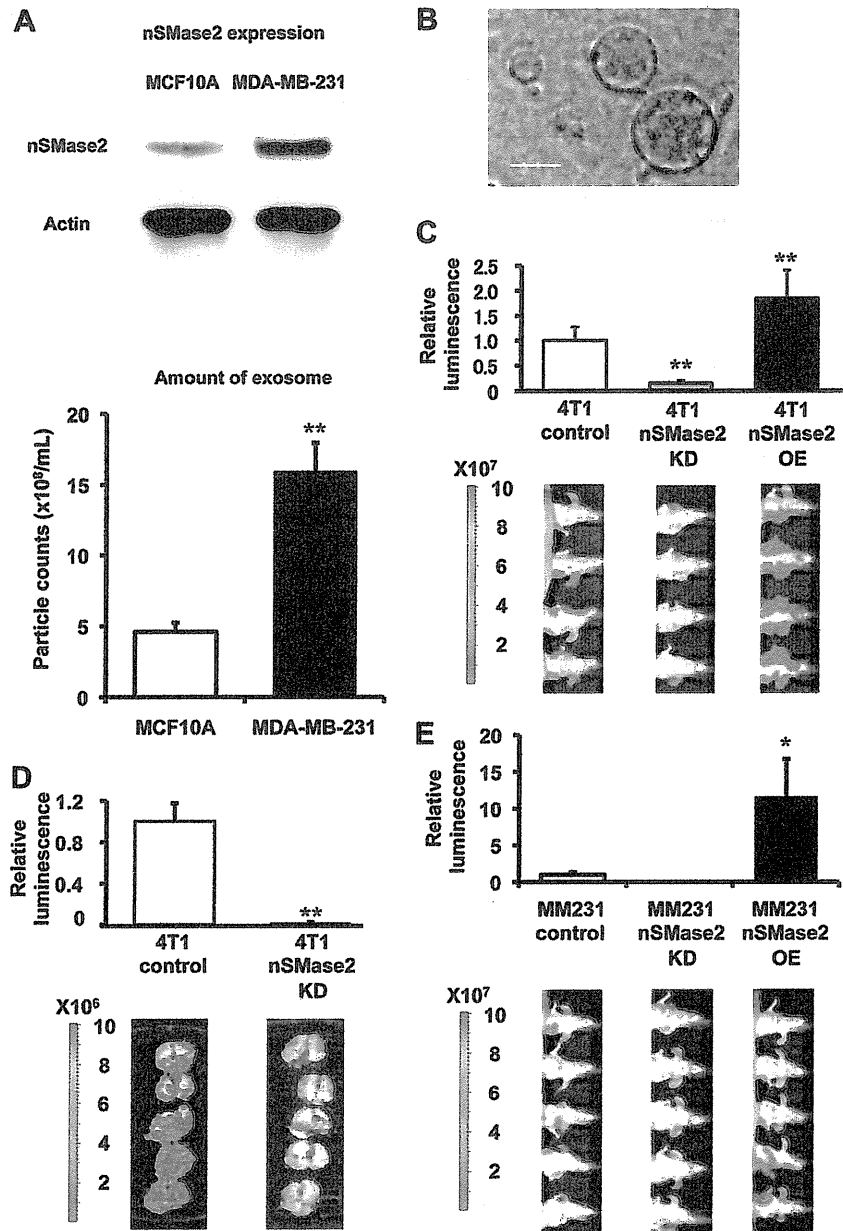 A
nSMase2 expression
MCF10A MDA-MB-231
nSMase2
Actin
Amount of exosome
Particle counts (x10⁸/mL)
20
**
15
10
5
0
MCF10A MDA-MB-231
B
C
Relative
luminescence
2.5
2.0
1.5
1.0
0.5
0
**
**
4T1
control
4T1
nSMase2
KD
4T1
nSMase2
OE
X10⁷
10
8
6
4
2
D
Relative
luminescence
1.2
0.8
0.4
0
**
4T1
control
4T1
nSMase2
KD
X10⁶
10
8
6
4
2
E
Relative
luminescence
20
15
10
5
0
*
MM231
control
MM231
nSMase2
KD
MM231
nSMase2
OE
X10⁷
10
8
6
4
2